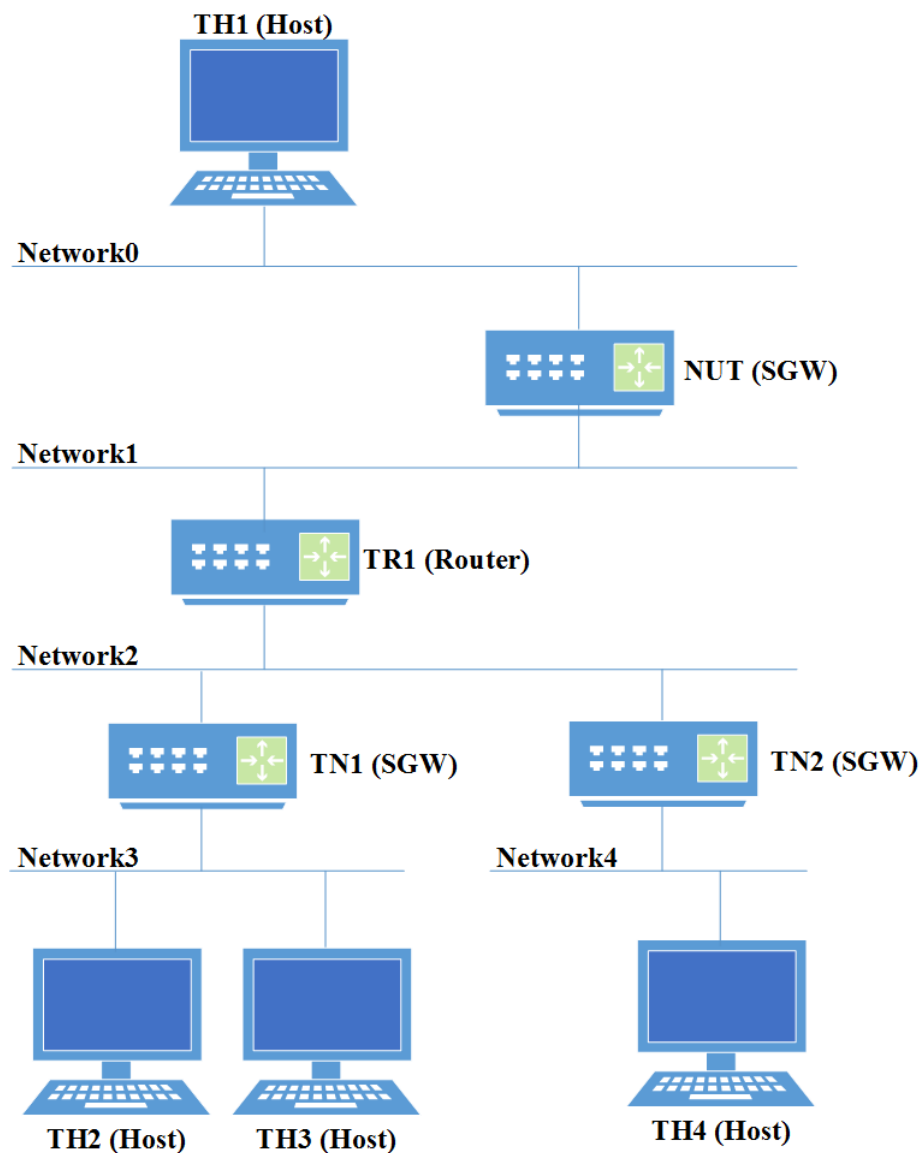 TH1 (Host)
Network0
NUT (SGW)
Network1
TR1 (Router)
Network2
TN1 (SGW)
TN2 (SGW)
Network3
Network4
TH2 (Host)
TH3 (Host)
TH4 (Host)